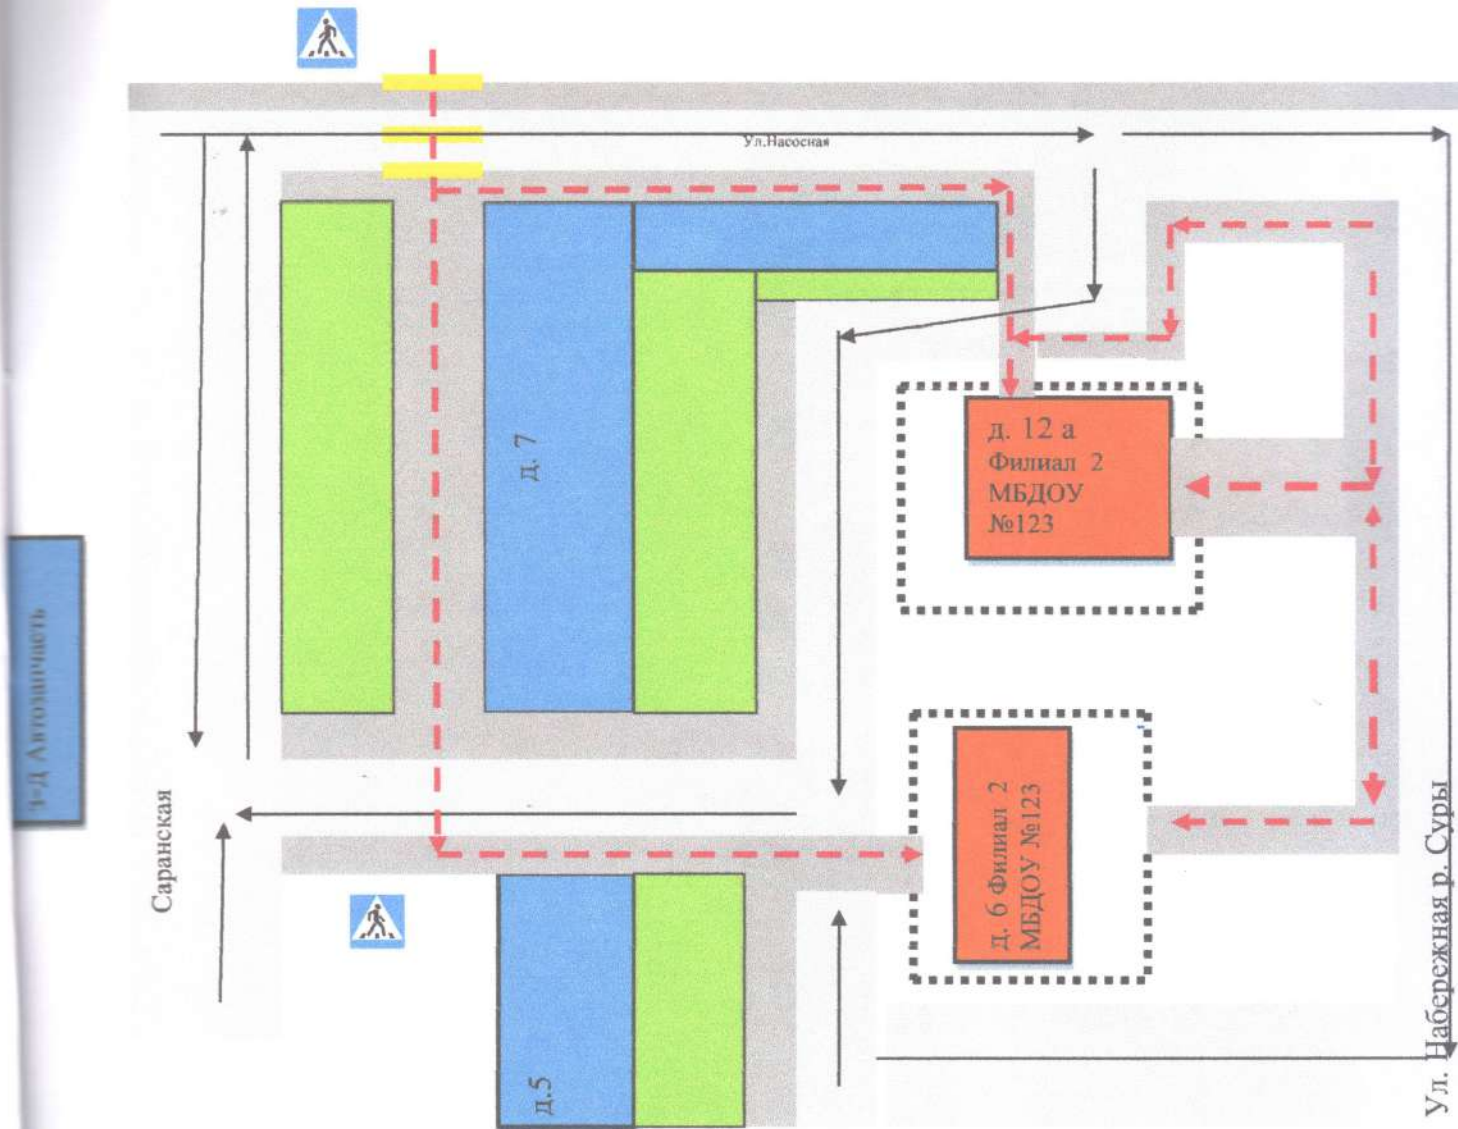 Ул.Насосная
д. 7
д. 12 а
Филиал 2
МБДОУ
№123
Автозапчасть
Саранская
д. 6 Филиал 2
МБДОУ №123
д.5
Ул. Набережная р. Суры